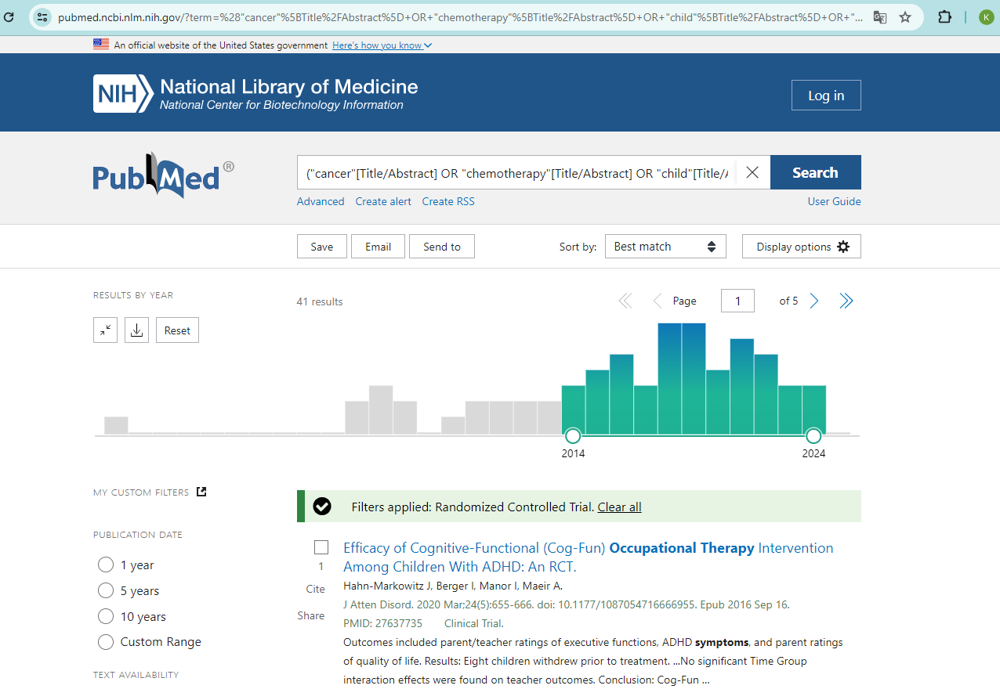 pubmed.ncbi.nlm.nih.gov/?term=%28"cancer"%5BTitle%2FAbstract%5D+OR+"chemotherapy"%5BTitle%2FAbstract%5D+OR+"child"%5BTitle%2FAbstract%5D+OR+"...
K
An official website of the United States government Here's how you know
NIH National Library of Medicine
National Center for Biotechnology Information
Log in
PubMed®
("cancer"[Title/Abstract] OR "chemotherapy"[Title/Abstract] OR "child"[Title/A
Search
Advanced Create alert Create RSS User Guide
Save Email Send to Sort by: Best match Display options
RESULTS BY YEAR
41 results
Page 1 of 5
Reset
2014 2024
MY CUSTOM FILTERS
Filters applied: Randomized Controlled Trial. Clear all
PUBLICATION DATE
1 year
5 years
10 years
Custom Range
TEXT AVAILABILITY
Efficacy of Cognitive-Functional (Cog-Fun) Occupational Therapy Intervention
1 Among Children With ADHD: An RCT.
Cite Hahn-Markowitz J, Berger I, Manor I, Maeir A.
J Atten Disord. 2020 Mar;24(5):655-666. doi: 10.1177/1087054716666955. Epub 2016 Sep 16.
Share PMID: 27637735 Clinical Trial.
Outcomes included parent/teacher ratings of executive functions, ADHD symptoms, and parent ratings
of quality of life. Results: Eight children withdrew prior to treatment. ...No significant Time Group
interaction effects were found on teacher outcomes. Conclusion: Cog-Fun ...